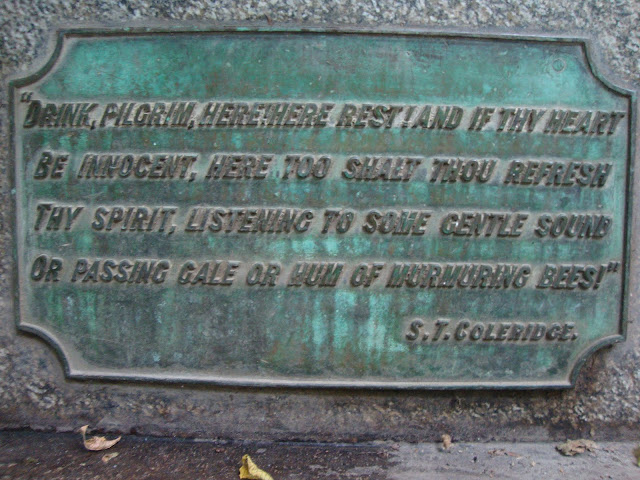 "DRINK, PILGRIM, HERE! HERE REST! AND IF THY HEART
BE INNOCENT, HERE TOO SHALT THOU REFRESH
THY SPIRIT, LISTENING TO SOME GENTLE SOUND
OR PASSING GALE OR HUM OF MURMURING BEES!"
S.T. COLERIDGE.